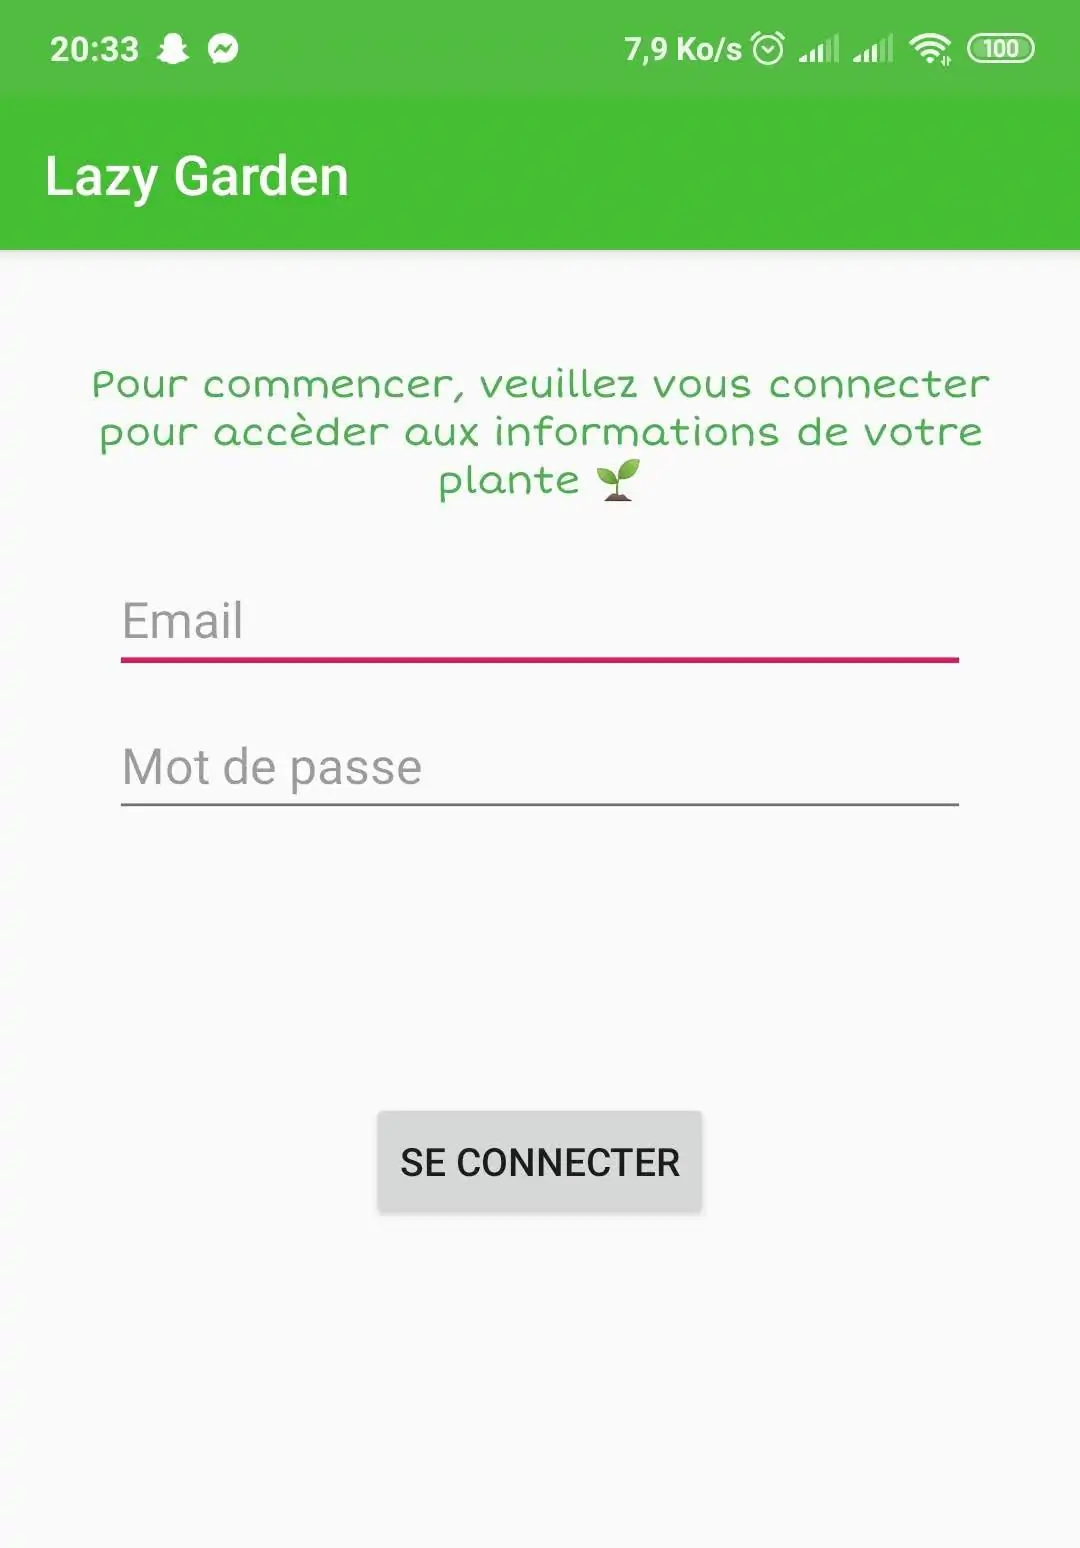 20:33 7,9 Ko/s 100
Lazy Garden
Pour commencer, veuillez vous connecter
pour accèder aux informations de votre
plante 🌱
Email
Mot de passe
SE CONNECTER